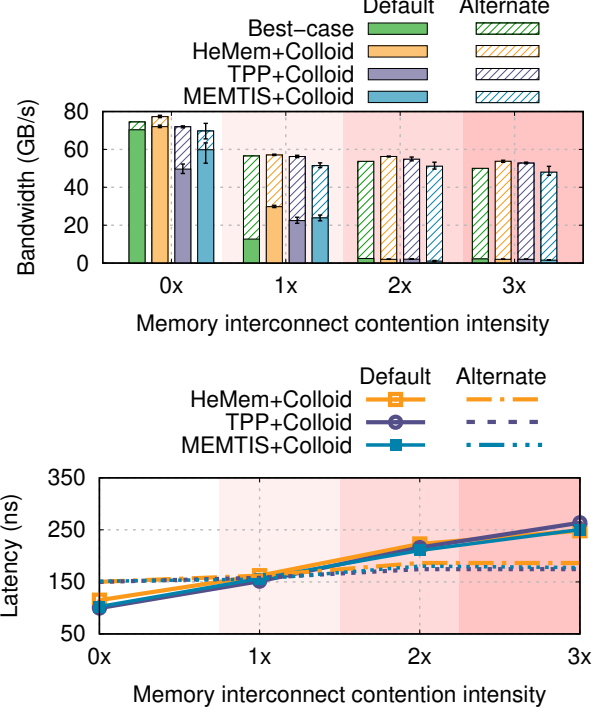 Default Alternate
Best−case
HeMem+Colloid
TPP+Colloid
MEMTIS+Colloid
80
60
40
20
0
Bandwidth (GB/s)
0x 1x 2x 3x
Memory interconnect contention intensity
Default Alternate
HeMem+Colloid
TPP+Colloid
MEMTIS+Colloid
350
250
150
50
Latency (ns)
0x 1x 2x 3x
Memory interconnect contention intensity